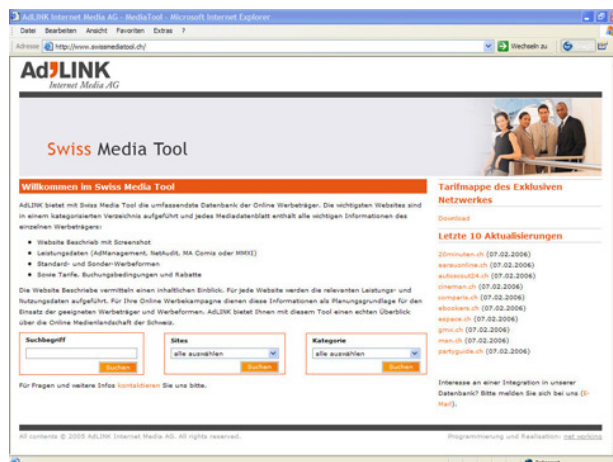 AdLINK Internet Media AG - MediaTool - Microsoft Internet Explorer
Datei Bearbeiten Ansicht Favoriten Extras ?
Adresse http://www.swissmediatool.ch/ Wechseln zu
AdLINK
Internet Media AG
Swiss Media Tool
Willkommen im Swiss Media Tool
AdLINK bietet mit Swiss Media Tool die umfassendste Datenbank der Online Werbeträger. Die wichtigsten Websites sind
in einem kategorisierten Verzeichnis aufgeführt und jedes Mediadatenblatt enthält alle wichtigen Informationen des
einzelnen Werbeträgers:
Website Beschrieb mit Screenshot
Leistungsdaten (AdManagement, NetAudit, MA Comis oder MMXI)
Standard- und Sonder-Werbeformen
Sowie Tarife, Buchungsbedingungen und Rabatte
Die Website Beschriebe vermitteln einen inhaltlichen Einblick. Für jede Website werden die relevanten Leistungs- und
Nutzungsdaten aufgeführt. Für Ihre Online Werbekampagne dienen diese Informationen als Planungsgrundlage für den
Einsatz der geeigneten Werbeträger und Werbeformen. AdLINK bietet Ihnen mit diesem Tool einen echten Überblick
über die Online Medienlandschaft der Schweiz.
Suchbegriff
Suchen
Sites
alle auswählen
Suchen
Kategorie
alle auswählen
Suchen
Für Fragen und weitere Infos kontaktieren Sie uns bitte.
Tarifmappe des Exklusiven
Netzwerkes
Download
Letzte 10 Aktualisierungen
20minuten.ch (07.02.2006)
aarauonline.ch (07.02.2006)
autoscout24.ch (07.02.2006)
cineman.ch (07.02.2006)
comparis.ch (07.02.2006)
ebookers.ch (07.02.2006)
espace.ch (07.02.2006)
gmx.ch (07.02.2006)
msn.ch (07.02.2006)
partyguide.ch (07.02.2006)
Interesse an einer Integration in unserer
Datenbank? Bitte melden Sie sich bei uns (E-
Mail).
All contents © 2005 AdLINK Internet Media AG. All rights reserved.
Programmierung und Realisation: net working
Internet